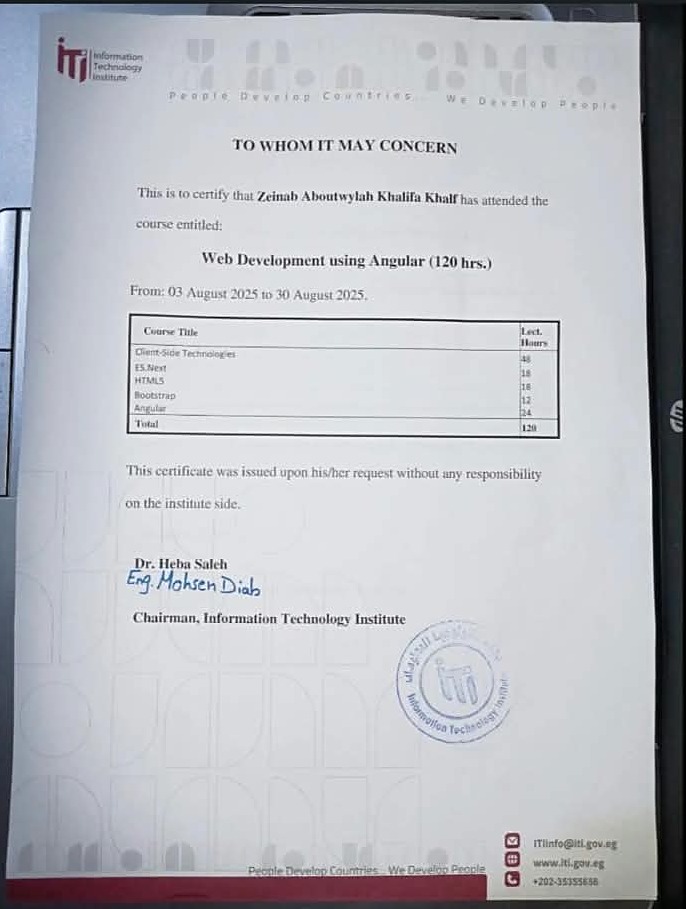 iTi
Information
Technology
Institute
People Develop Countries... We Develop People
TO WHOM IT MAY CONCERN
This is to certify that Zeinab Aboutwylah Khalifa Khalf has attended the
course entitled:
Web Development using Angular (120 hrs.)
From: 03 August 2025 to 30 August 2025.
Course Title Lect. Hours
Client-Side Technologies 48
ES.Next 18
HTML5 18
Bootstrap 12
Angular 24
Total 120
This certificate was issued upon his/her request without any responsibility
on the institute side.
Dr. Heba Saleh
Eng. Mohsen Diab
Chairman, Information Technology Institute
iTi
Information Technology Institute
People Develop Countries... We Develop People
ITIinfo@iti.gov.eg
www.iti.gov.eg
+202-35355656
hp